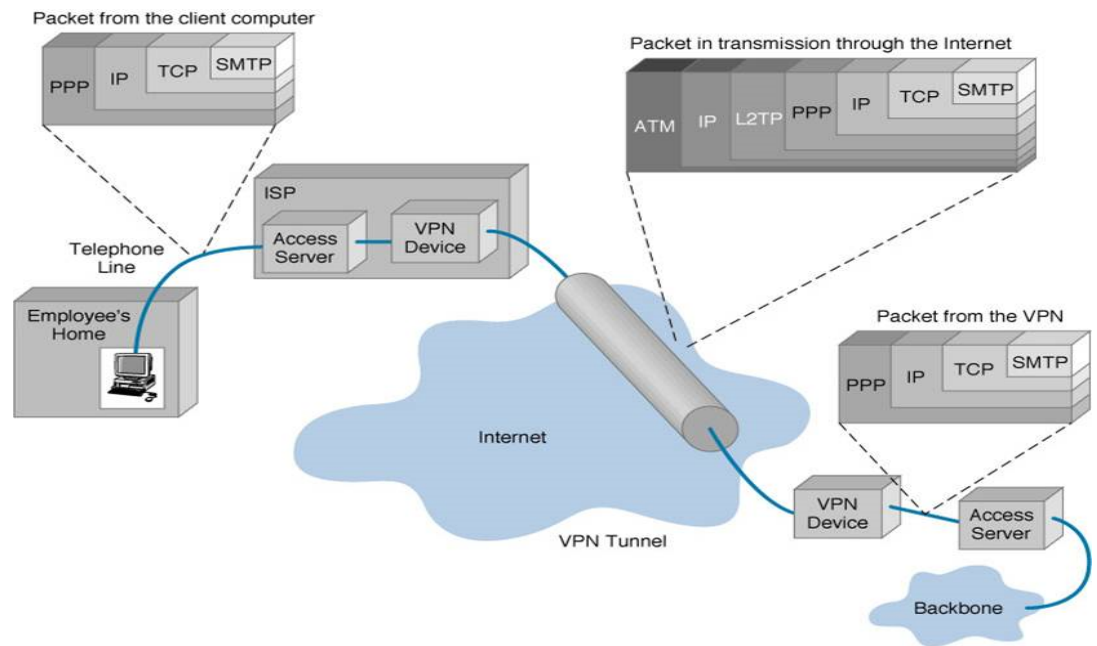 Packet from the client computer
PPP IP TCP SMTP
Packet in transmission through the Internet
ATM IP L2TP PPP IP TCP SMTP
ISP
Access
Server
VPN
Device
Telephone
Line
Employee's
Home
Packet from the VPN
PPP IP TCP SMTP
Internet
VPN
Device
Access
Server
VPN Tunnel
Backbone